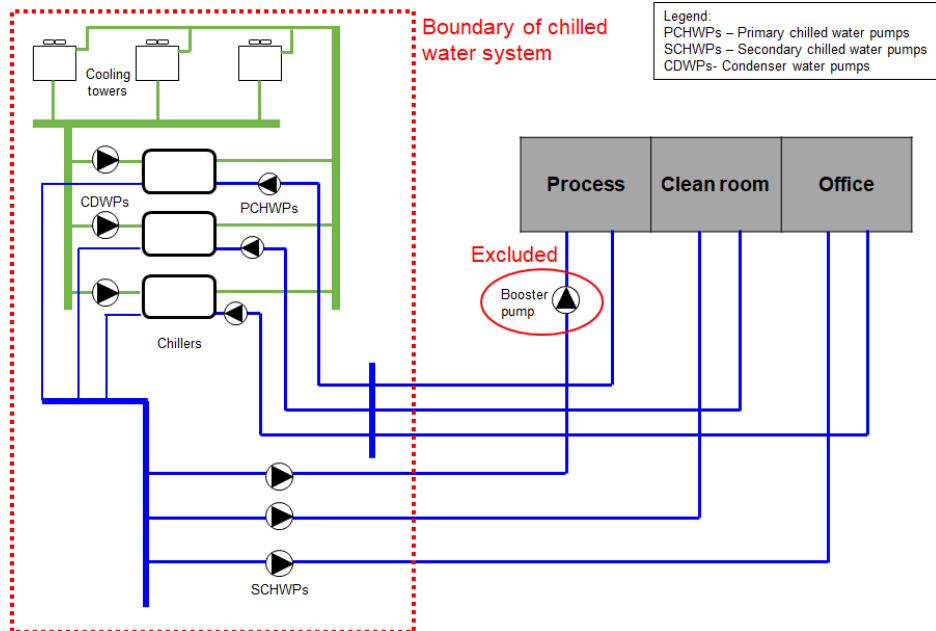 Boundary of chilled
water system
Legend:
PCHWPs – Primary chilled water pumps
SCHWPs – Secondary chilled water pumps
CDWPs- Condenser water pumps
Cooling
towers
CDWPs
PCHWPs
Chillers
SCHWPs
Process
Clean room
Office
Excluded
Booster
pump